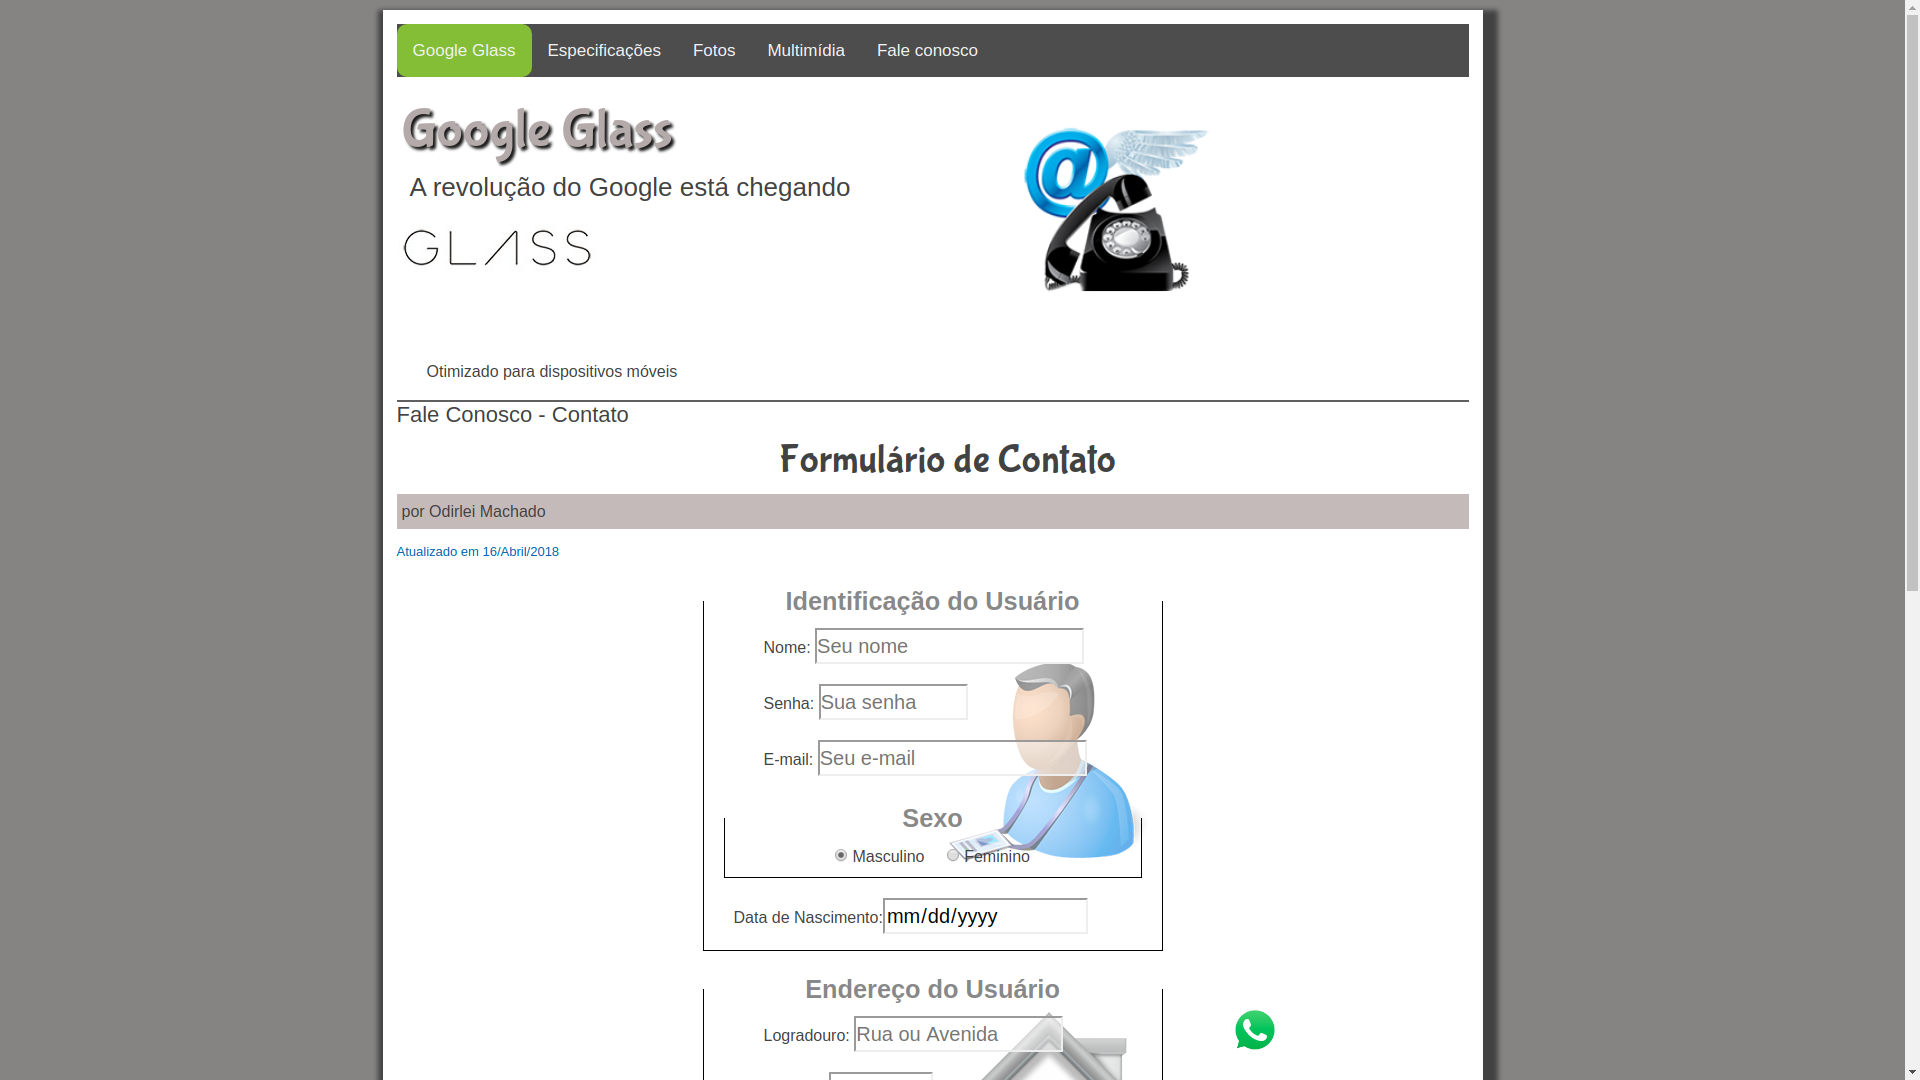 Google Glass Especificações Fotos Multimídia Fale conosco
Google Glass
A revolução do Google está chegando
GLASS
@
Otimizado para dispositivos móveis
Fale Conosco - Contato
Formulário de Contato
por Odirlei Machado
Atualizado em 16/Abril/2018
Identificação do Usuário
Nome: Seu nome
Senha: Sua senha
E-mail: Seu e-mail
Sexo
Masculino Feminino
Data de Nascimento: mm/dd/yyyy
Endereço do Usuário
Logradouro: Rua ou Avenida